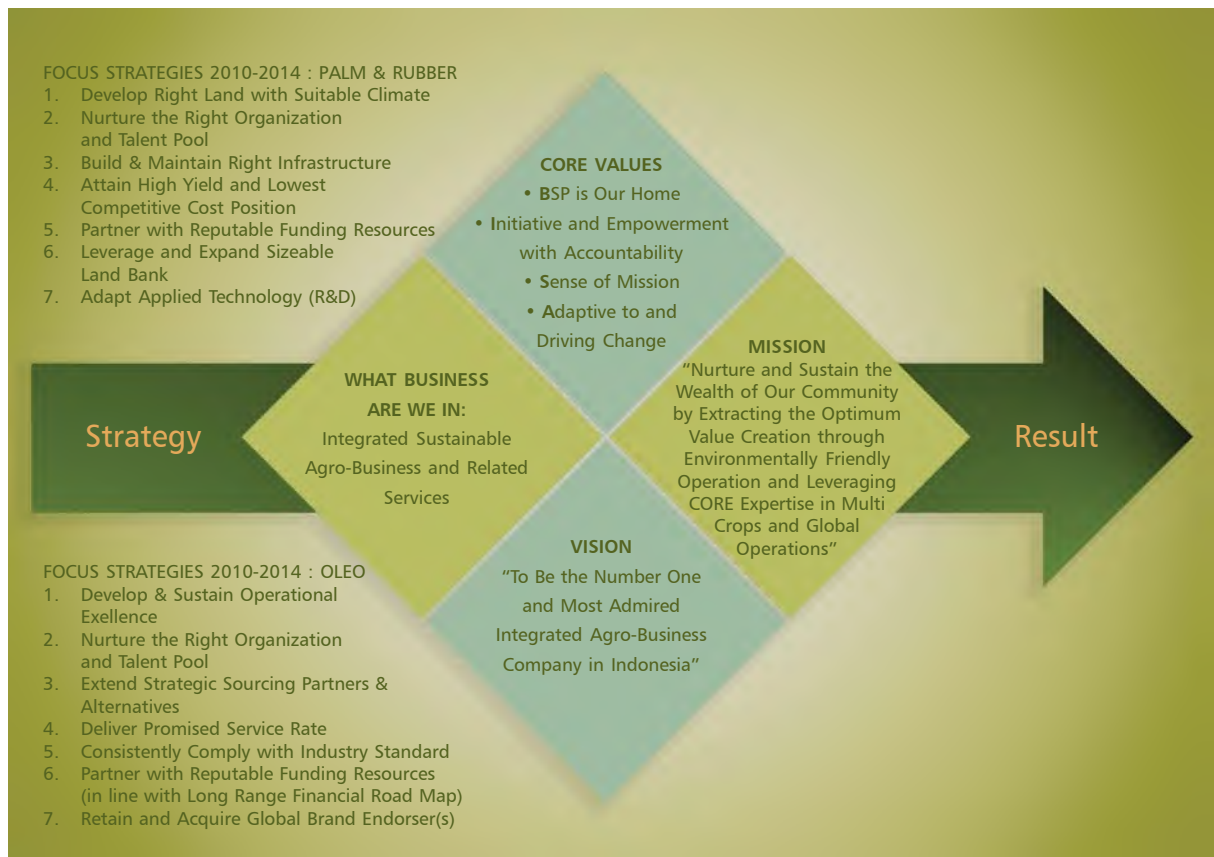 FOCUS STRATEGIES 2010-2014 : PALM & RUBBER
1. Develop Right Land with Suitable Climate
2. Nurture the Right Organization
and Talent Pool
3. Build & Maintain Right Infrastructure
4. Attain High Yield and Lowest
Competitive Cost Position
5. Partner with Reputable Funding Resources
6. Leverage and Expand Sizeable
Land Bank
7. Adapt Applied Technology (R&D)
CORE VALUES
• BSP is Our Home
• Initiative and Empowerment
with Accountability
• Sense of Mission
• Adaptive to and
Driving Change
Strategy
WHAT BUSINESS
ARE WE IN:
Integrated Sustainable
Agro-Business and Related
Services
MISSION
“Nurture and Sustain the
Wealth of Our Community
by Extracting the Optimum
Value Creation through
Environmentally Friendly
Operation and Leveraging
CORE Expertise in Multi
Crops and Global
Operations”
Result
VISION
“To Be the Number One
and Most Admired
Integrated Agro-Business
Company in Indonesia”
FOCUS STRATEGIES 2010-2014 : OLEO
1. Develop & Sustain Operational
Exellence
2. Nurture the Right Organization
and Talent Pool
3. Extend Strategic Sourcing Partners &
Alternatives
4. Deliver Promised Service Rate
5. Consistently Comply with Industry Standard
6. Partner with Reputable Funding Resources
(in line with Long Range Financial Road Map)
7. Retain and Acquire Global Brand Endorser(s)